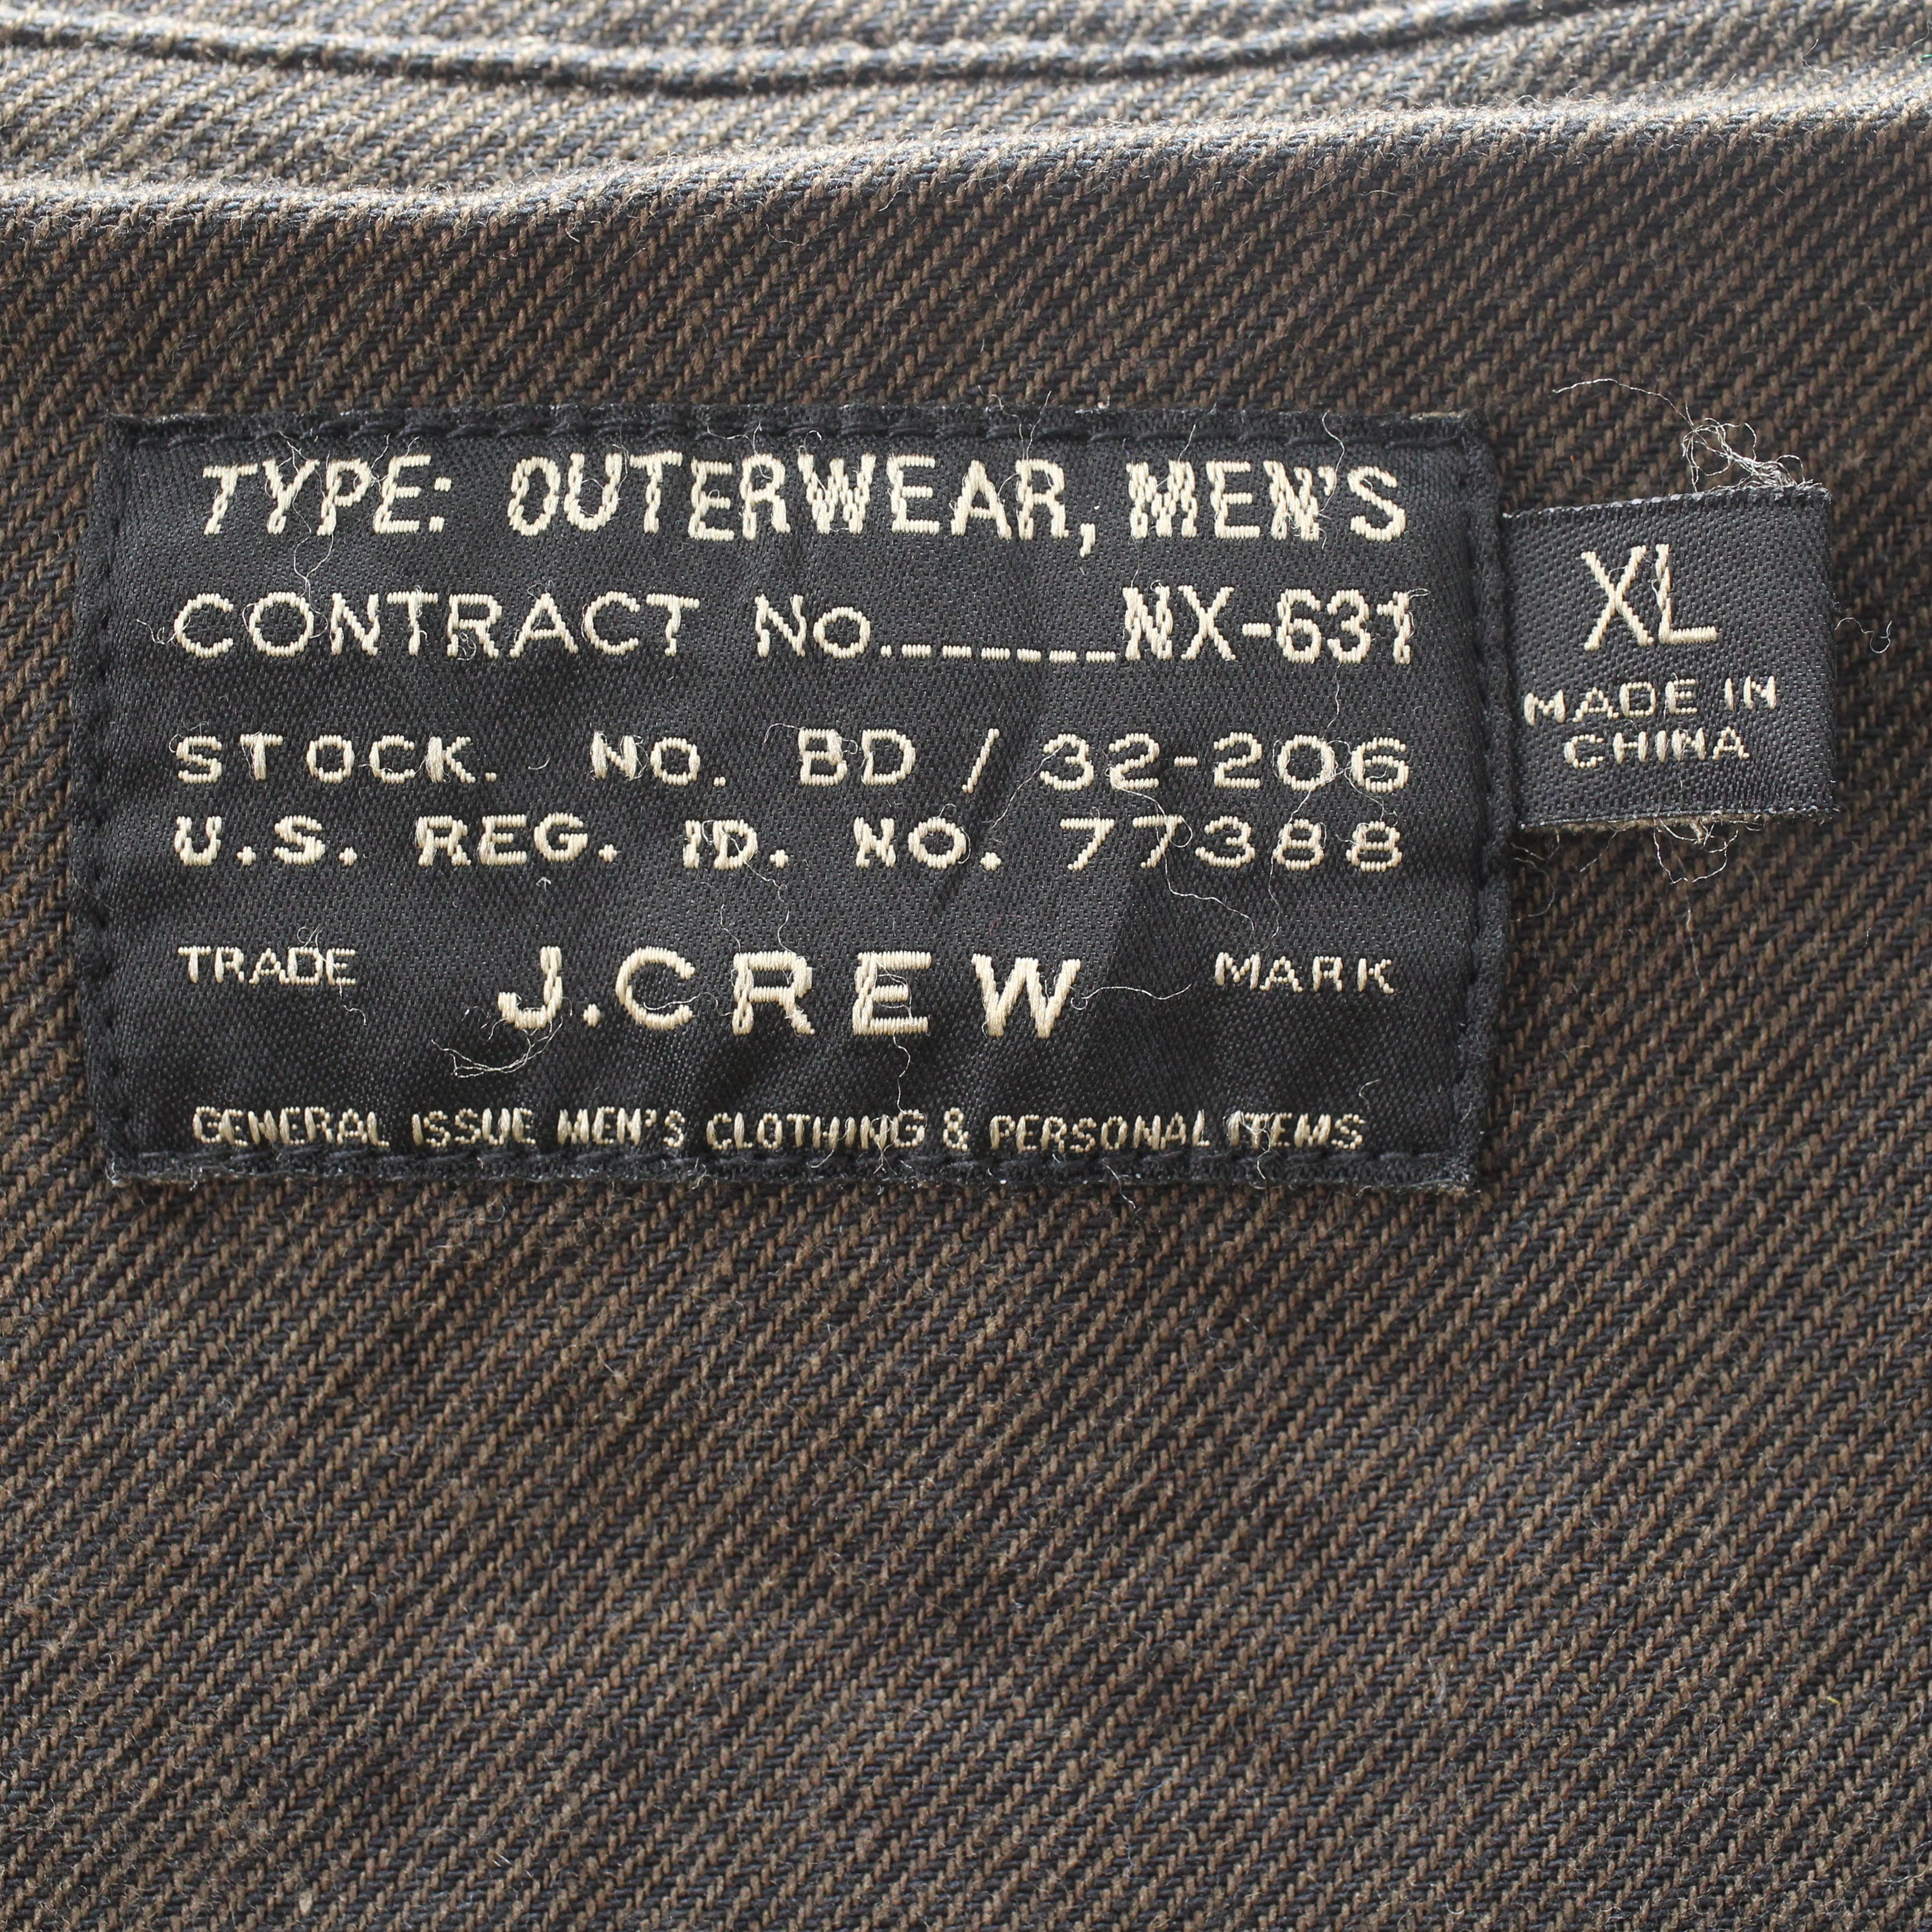 TYPE: OUTERWEAR, MEN'S
CONTRACT No.______NX-631
STOCK. NO. BD / 32-206
U.S. REG. ID. NO. 77388
TRADE J.CREW MARK
GENERAL ISSUE MEN'S CLOTHING & PERSONAL ITEMS
XL
MADE IN
CHINA